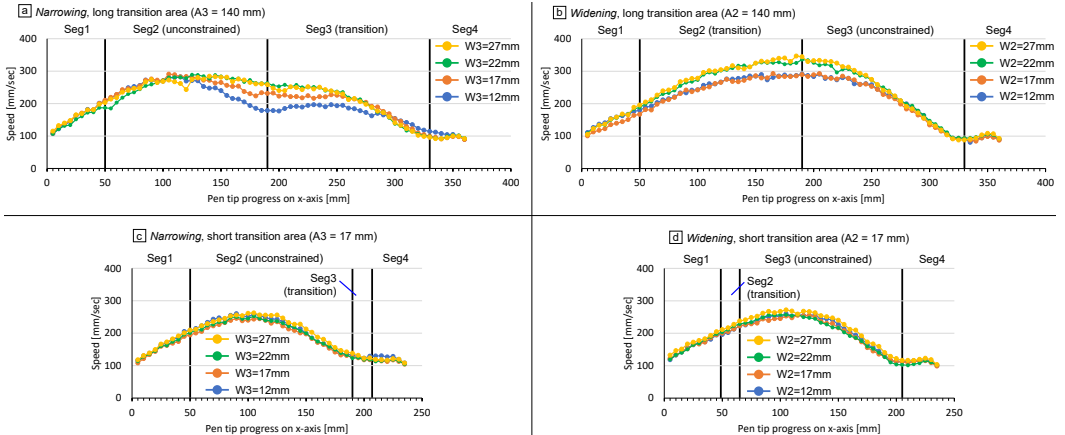 a Narrowing, long transition area (A3 = 140 mm)
Seg1 Seg2 (unconstrained) Seg3 (transition) Seg4
Speed [mm/sec]
400
300
200
100
0
0 50 100 150 200 250 300 350 400
Pen tip progress on x-axis [mm]
W3=27mm
W3=22mm
W3=17mm
W3=12mm
b Widening, long transition area (A2 = 140 mm)
Seg1 Seg2 (transition) Seg3 (unconstrained) Seg4
Speed [mm/sec]
400
300
200
100
0
0 50 100 150 200 250 300 350 400
Pen tip progress on x-axis [mm]
W2=27mm
W2=22mm
W2=17mm
W2=12mm
c Narrowing, short transition area (A3 = 17 mm)
Seg1 Seg2 (unconstrained) Seg4
Seg3
(transition)
Speed [mm/sec]
400
300
200
100
0
0 50 100 150 200 250
Pen tip progress on x-axis [mm]
W3=27mm
W3=22mm
W3=17mm
W3=12mm
d Widening, short transition area (A2 = 17 mm)
Seg1 Seg3 (unconstrained) Seg4
Seg2
(transition)
Speed [mm/sec]
400
300
200
100
0
0 50 100 150 200 250
Pen tip progress on x-axis [mm]
W2=27mm
W2=22mm
W2=17mm
W2=12mm